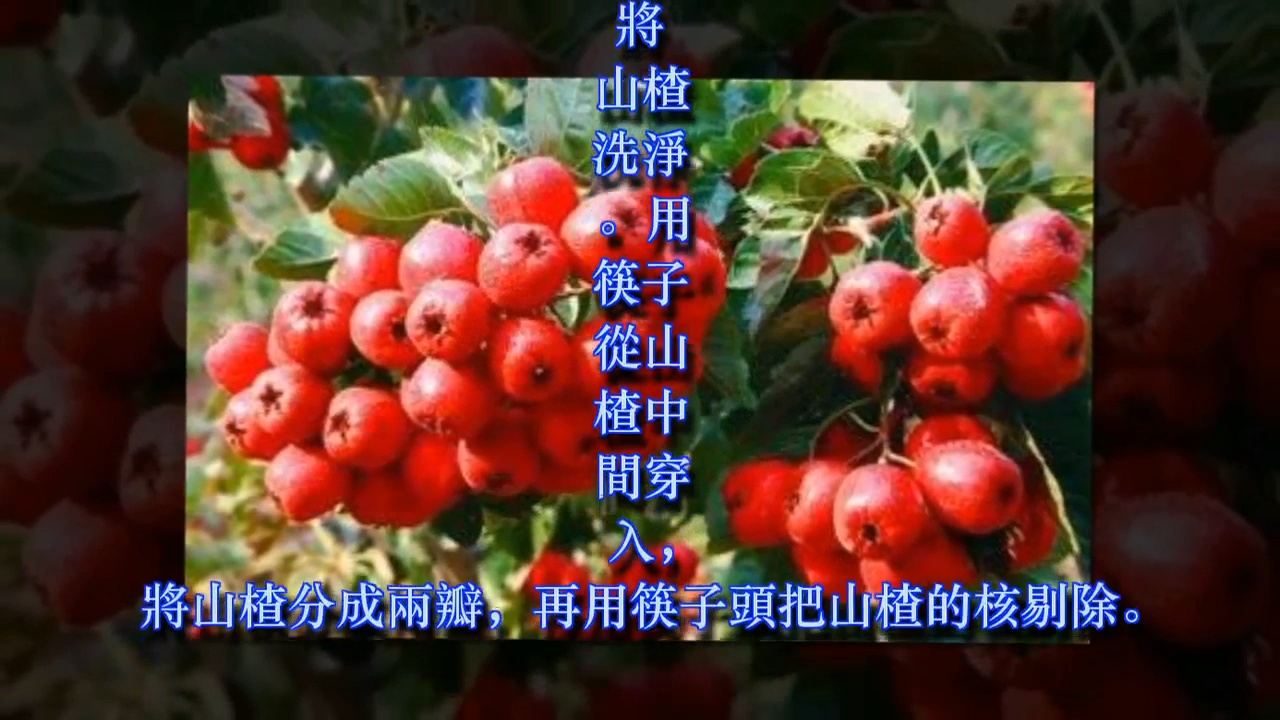 將
山楂
洗淨
。用
筷子
從山
楂中
間穿
入，
將山楂分成兩瓣，再用筷子頭把山楂的核剔除。